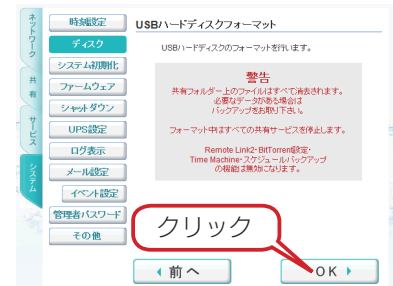 ネットワーク
共有
サービス
システム
時刻設定
ディスク
システム初期化
ファームウェア
シャットダウン
UPS設定
ログ表示
メール設定
イベント設定
管理者パスワード
その他
USBハードディスクフォーマット
USBハードディスクのフォーマットを行います。
警告
共有フォルダー上のファイルはすべて消去されます。
必要なデータがある場合は
バックアップをお取り下さい。
フォーマット中はすべての共有サービスを停止します。
Remote Link2・BitTorrent設定・
Time Machine・スケジュールバックアップ
の機能は無効になります。
クリック
前へ
OK